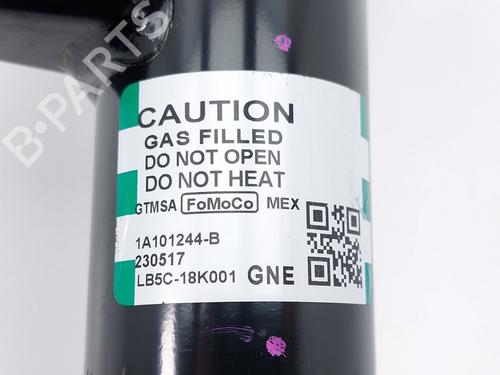 B-PARTS
CAUTION
GAS FILLED
DO NOT OPEN
DO NOT HEAT
GTMSA FoMoCo MEX
1A101244-B
230517
LB5C-18K001 GNE